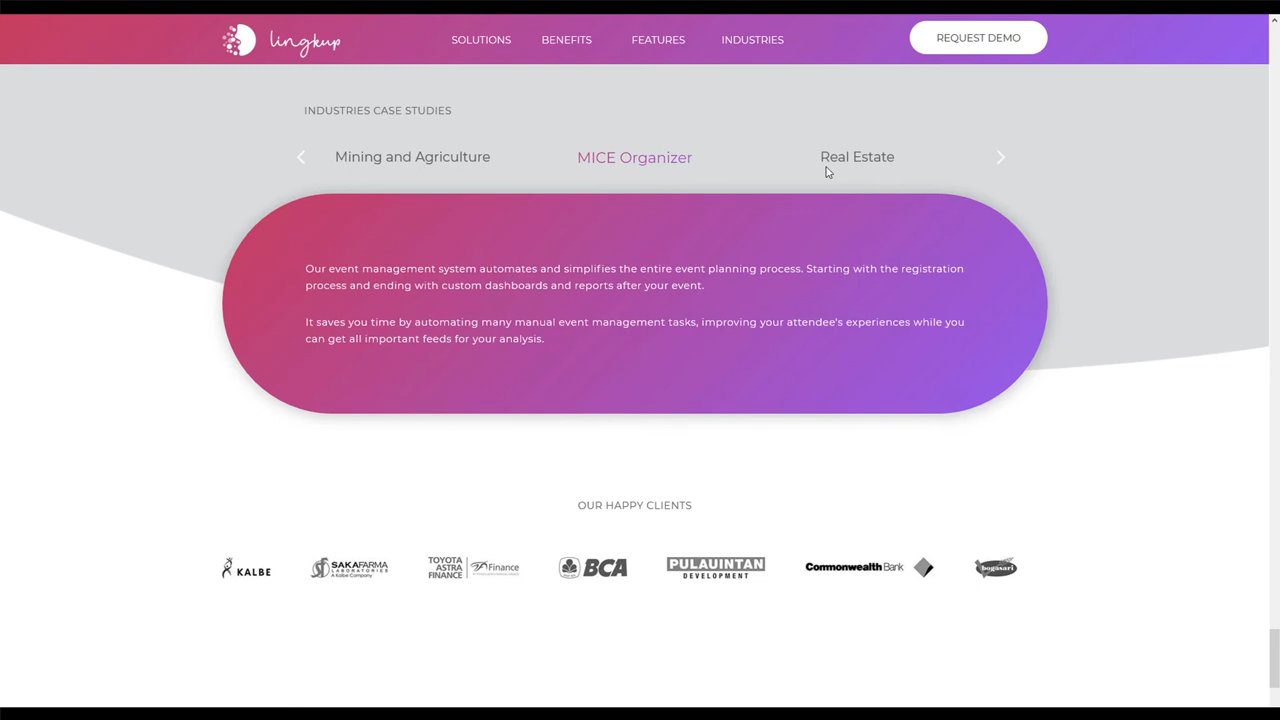 lingkup
SOLUTIONS BENEFITS FEATURES INDUSTRIES REQUEST DEMO
INDUSTRIES CASE STUDIES
Mining and Agriculture MICE Organizer Real Estate
Our event management system automates and simplifies the entire event planning process. Starting with the registration
process and ending with custom dashboards and reports after your event.
It saves you time by automating many manual event management tasks, improving your attendee's experiences while you
can get all important feeds for your analysis.
OUR HAPPY CLIENTS
KALBE
SAKAFARMA
LABORATORIES
A Kalbe Company
TOYOTA
ASTRA
FINANCE
Finance
BCA
PULAUINTAN
DEVELOPMENT
CommonwealthBank
bogasari